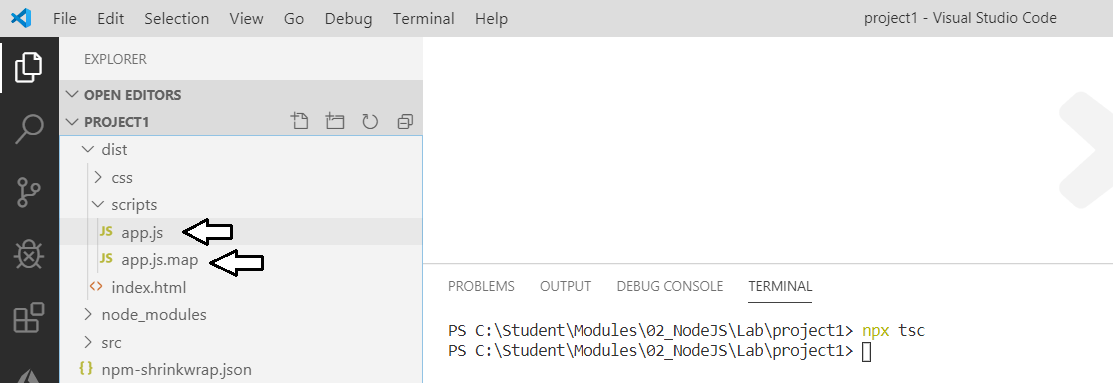 File Edit Selection View Go Debug Terminal Help project1 - Visual Studio Code
EXPLORER
OPEN EDITORS
PROJECT1
dist
css
scripts
JS app.js
JS app.js.map
<> index.html
node_modules
src
{} npm-shrinkwrap.json
PROBLEMS OUTPUT DEBUG CONSOLE TERMINAL
PS C:\Student\Modules\02_NodeJS\Lab\project1> npx tsc
PS C:\Student\Modules\02_NodeJS\Lab\project1>